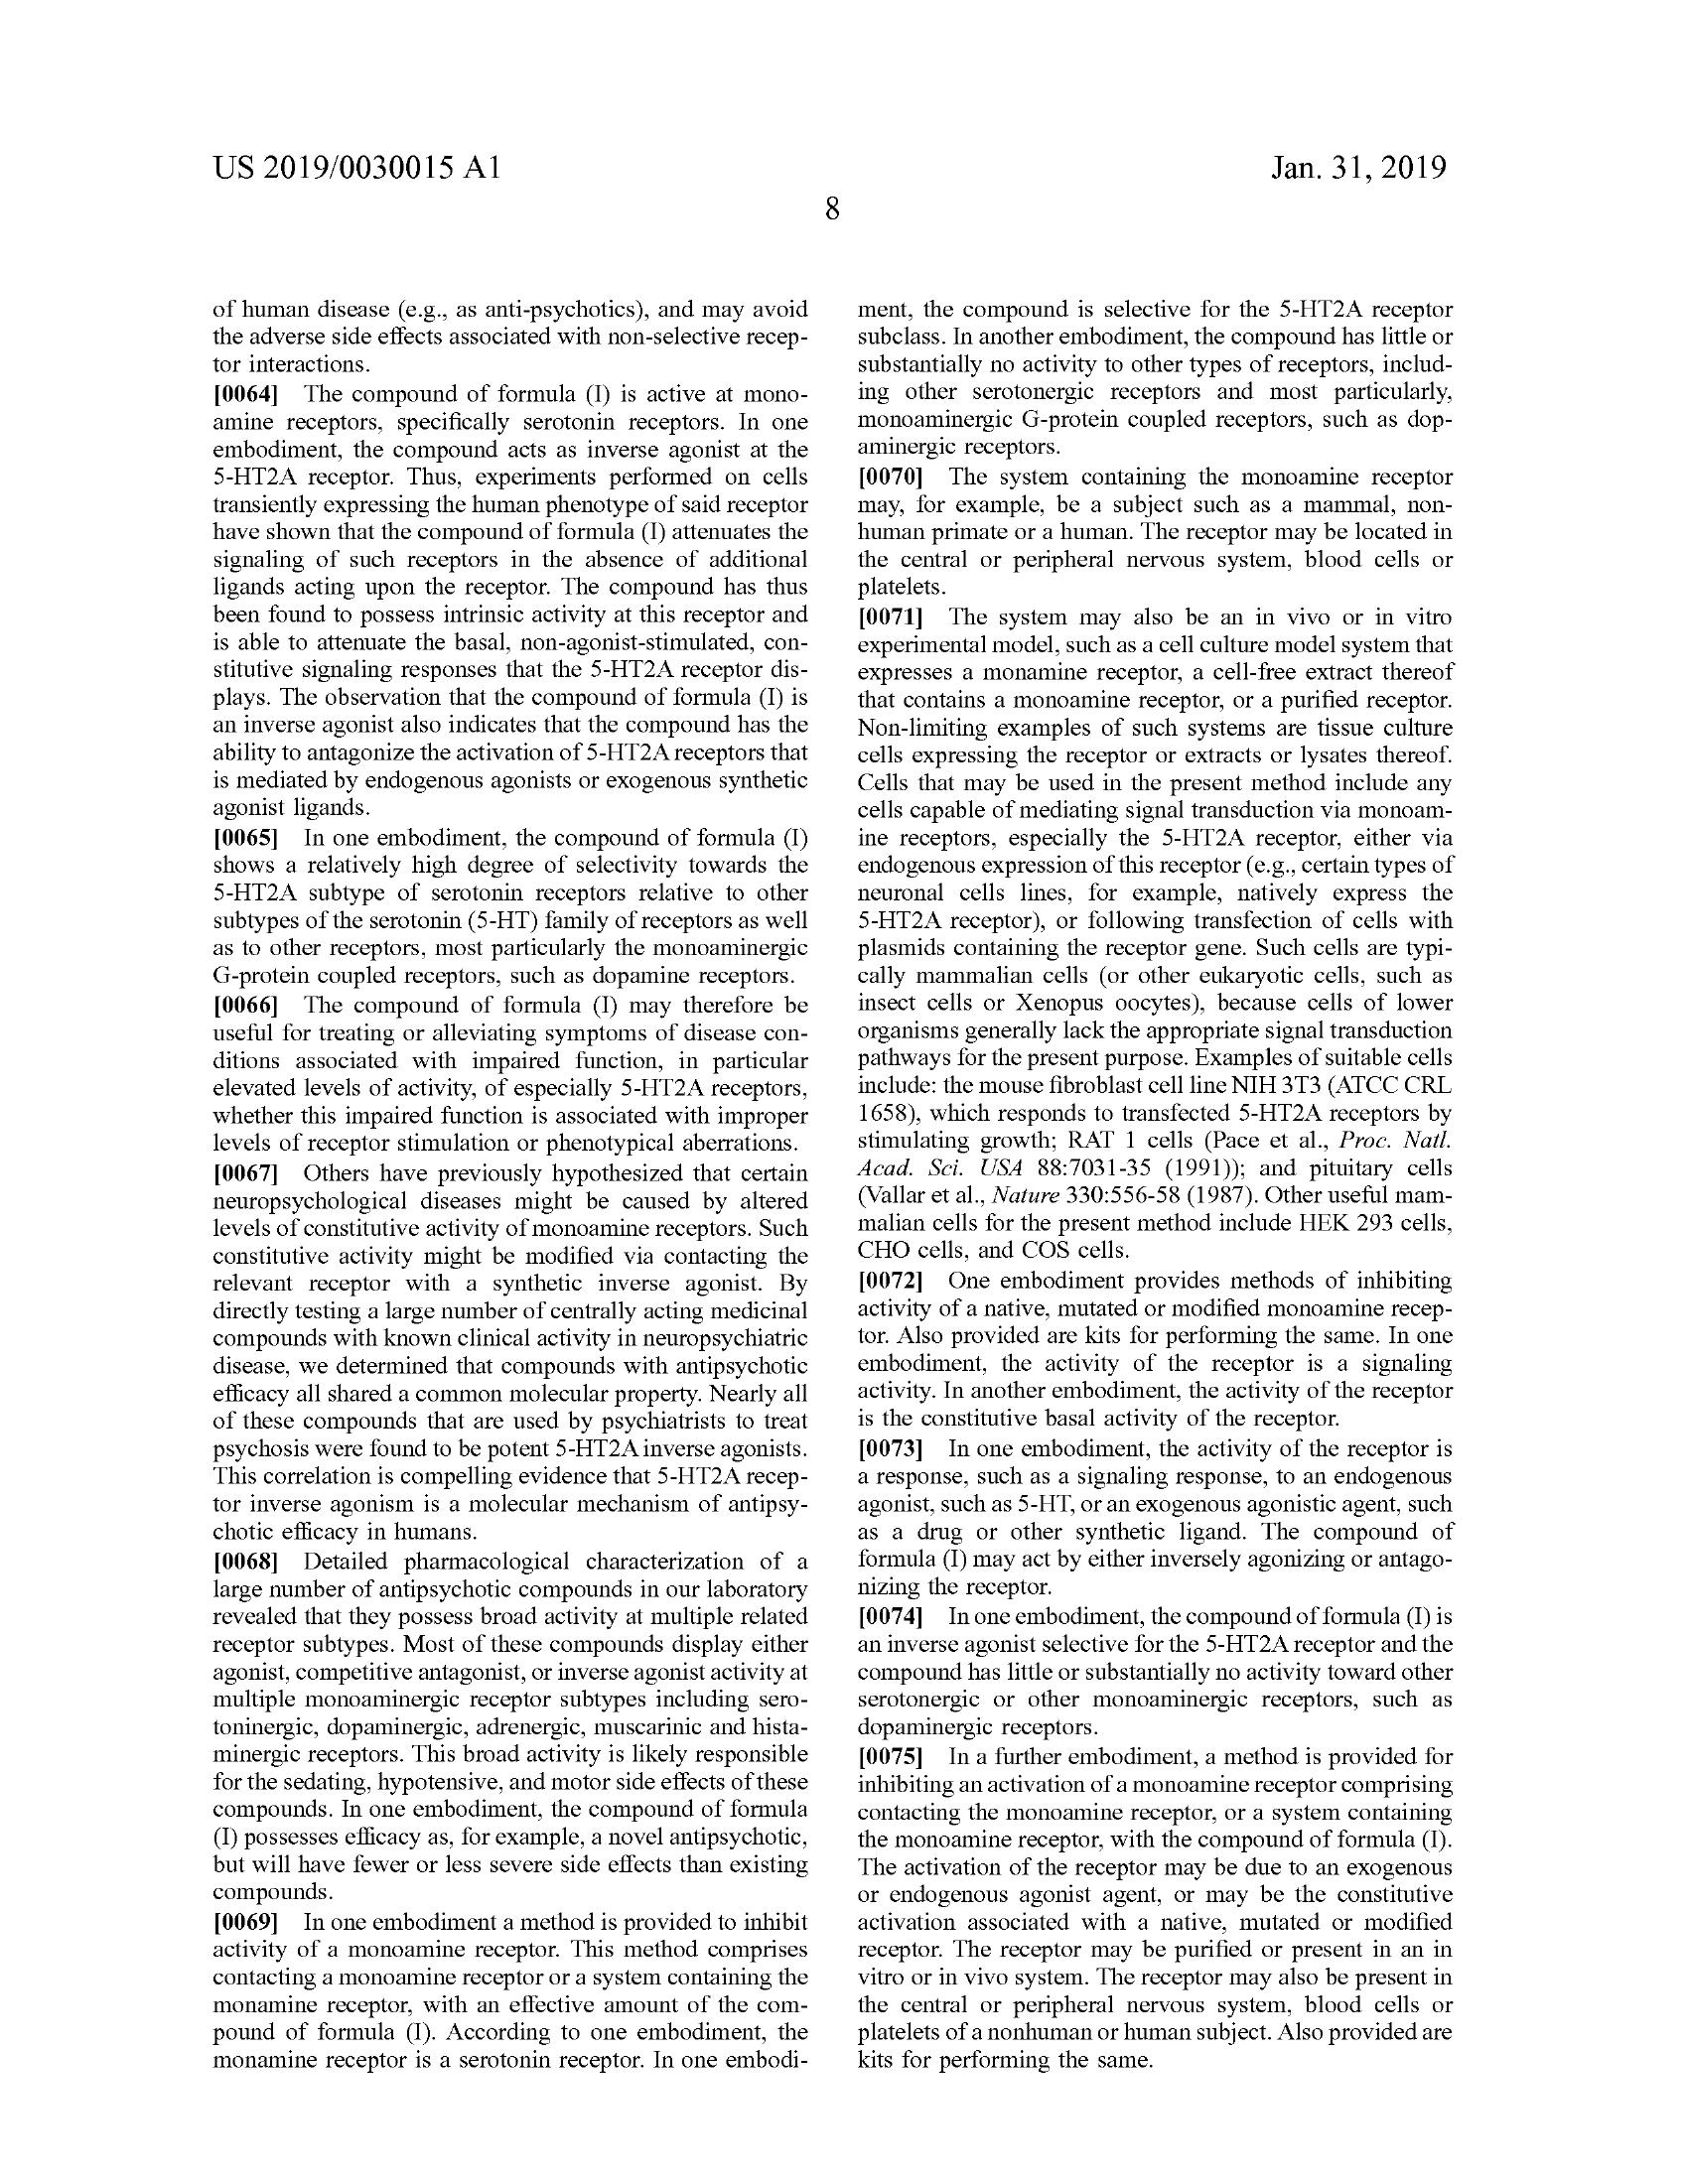 US 2019/0030015 A1
Jan. 31, 2019
8
of human disease (e.g., as anti-psychotics), and may avoid
the adverse side effects associated with non-selective recep-
tor interactions.
[0064] The compound of formula (I) is active at mono-
amine receptors, specifically serotonin receptors. In one
embodiment, the compound acts as inverse agonist at the
5-HT2A receptor. Thus, experiments performed on cells
transiently expressing the human phenotype of said receptor
have shown that the compound of formula (I) attenuates the
signaling of such receptors in the absence of additional
ligands acting upon the receptor. The compound has thus
been found to possess intrinsic activity at this receptor and
is able to attenuate the basal, non-agonist-stimulated, con-
stitutive signaling responses that the 5-HT2A receptor dis-
plays. The observation that the compound of formula (I) is
an inverse agonist also indicates that the compound has the
ability to antagonize the activation of 5-HT2A receptors that
is mediated by endogenous agonists or exogenous synthetic
agonist ligands.
[0065] In one embodiment, the compound of formula (I)
shows a relatively high degree of selectivity towards the
5-HT2A subtype of serotonin receptors relative to other
subtypes of the serotonin (5-HT) family of receptors as well
as to other receptors, most particularly the monoaminergic
G-protein coupled receptors, such as dopamine receptors.
[0066] The compound of formula (I) may therefore be
useful for treating or alleviating symptoms of disease con-
ditions associated with impaired function, in particular
elevated levels of activity, of especially 5-HT2A receptors,
whether this impaired function is associated with improper
levels of receptor stimulation or phenotypical aberrations.
[0067] Others have previously hypothesized that certain
neuropsychological diseases might be caused by altered
levels of constitutive activity of monoamine receptors. Such
constitutive activity might be modified via contacting the
relevant receptor with a synthetic inverse agonist. By
directly testing a large number of centrally acting medicinal
compounds with known clinical activity in neuropsychiatric
disease, we determined that compounds with antipsychotic
efficacy all shared a common molecular property. Nearly all
of these compounds that are used by psychiatrists to treat
psychosis were found to be potent 5-HT2A inverse agonists.
This correlation is compelling evidence that 5-HT2A recep-
tor inverse agonism is a molecular mechanism of antipsy-
chotic efficacy in humans.
[0068] Detailed pharmacological characterization of a
large number of antipsychotic compounds in our laboratory
revealed that they possess broad activity at multiple related
receptor subtypes. Most of these compounds display either
agonist, competitive antagonist, or inverse agonist activity at
multiple monoaminergic receptor subtypes including sero-
toninergic, dopaminergic, adrenergic, muscarinic and hista-
minergic receptors. This broad activity is likely responsible
for the sedating, hypotensive, and motor side effects of these
compounds. In one embodiment, the compound of formula
(I) possesses efficacy as, for example, a novel antipsychotic,
but will have fewer or less severe side effects than existing
compounds.
[0069] In one embodiment a method is provided to inhibit
activity of a monoamine receptor. This method comprises
contacting a monoamine receptor or a system containing the
monamine receptor, with an effective amount of the com-
pound of formula (I). According to one embodiment, the
monamine receptor is a serotonin receptor. In one embodi-
ment, the compound is selective for the 5-HT2A receptor
subclass. In another embodiment, the compound has little or
substantially no activity to other types of receptors, includ-
ing other serotonergic receptors and most particularly,
monoaminergic G-protein coupled receptors, such as dop-
aminergic receptors.
[0070] The system containing the monoamine receptor
may, for example, be a subject such as a mammal, non-
human primate or a human. The receptor may be located in
the central or peripheral nervous system, blood cells or
platelets.
[0071] The system may also be an in vivo or in vitro
experimental model, such as a cell culture model system that
expresses a monamine receptor, a cell-free extract thereof
that contains a monoamine receptor, or a purified receptor.
Non-limiting examples of such systems are tissue culture
cells expressing the receptor or extracts or lysates thereof.
Cells that may be used in the present method include any
cells capable of mediating signal transduction via monoam-
ine receptors, especially the 5-HT2A receptor, either via
endogenous expression of this receptor (e.g., certain types of
neuronal cells lines, for example, natively express the
5-HT2A receptor), or following transfection of cells with
plasmids containing the receptor gene. Such cells are typi-
cally mammalian cells (or other eukaryotic cells, such as
insect cells or Xenopus oocytes), because cells of lower
organisms generally lack the appropriate signal transduction
pathways for the present purpose. Examples of suitable cells
include: the mouse fibroblast cell line NIH 3T3 (ATCC CRL
1658), which responds to transfected 5-HT2A receptors by
stimulating growth; RAT 1 cells (Pace et al., Proc. Natl.
Acad. Sci. USA 88:7031-35 (1991)); and pituitary cells
(Vallar et al., Nature 330:556-58 (1987). Other useful mam-
malian cells for the present method include HEK 293 cells,
CHO cells, and COS cells.
[0072] One embodiment provides methods of inhibiting
activity of a native, mutated or modified monoamine recep-
tor. Also provided are kits for performing the same. In one
embodiment, the activity of the receptor is a signaling
activity. In another embodiment, the activity of the receptor
is the constitutive basal activity of the receptor.
[0073] In one embodiment, the activity of the receptor is
a response, such as a signaling response, to an endogenous
agonist, such as 5-HT, or an exogenous agonistic agent, such
as a drug or other synthetic ligand. The compound of
formula (I) may act by either inversely agonizing or antago-
nizing the receptor.
[0074] In one embodiment, the compound of formula (I) is
an inverse agonist selective for the 5-HT2A receptor and the
compound has little or substantially no activity toward other
serotonergic or other monoaminergic receptors, such as
dopaminergic receptors.
[0075] In a further embodiment, a method is provided for
inhibiting an activation of a monoamine receptor comprising
contacting the monoamine receptor, or a system containing
the monoamine receptor, with the compound of formula (I).
The activation of the receptor may be due to an exogenous
or endogenous agonist agent, or may be the constitutive
activation associated with a native, mutated or modified
receptor. The receptor may be purified or present in an in
vitro or in vivo system. The receptor may also be present in
the central or peripheral nervous system, blood cells or
platelets of a nonhuman or human subject. Also provided are
kits for performing the same.